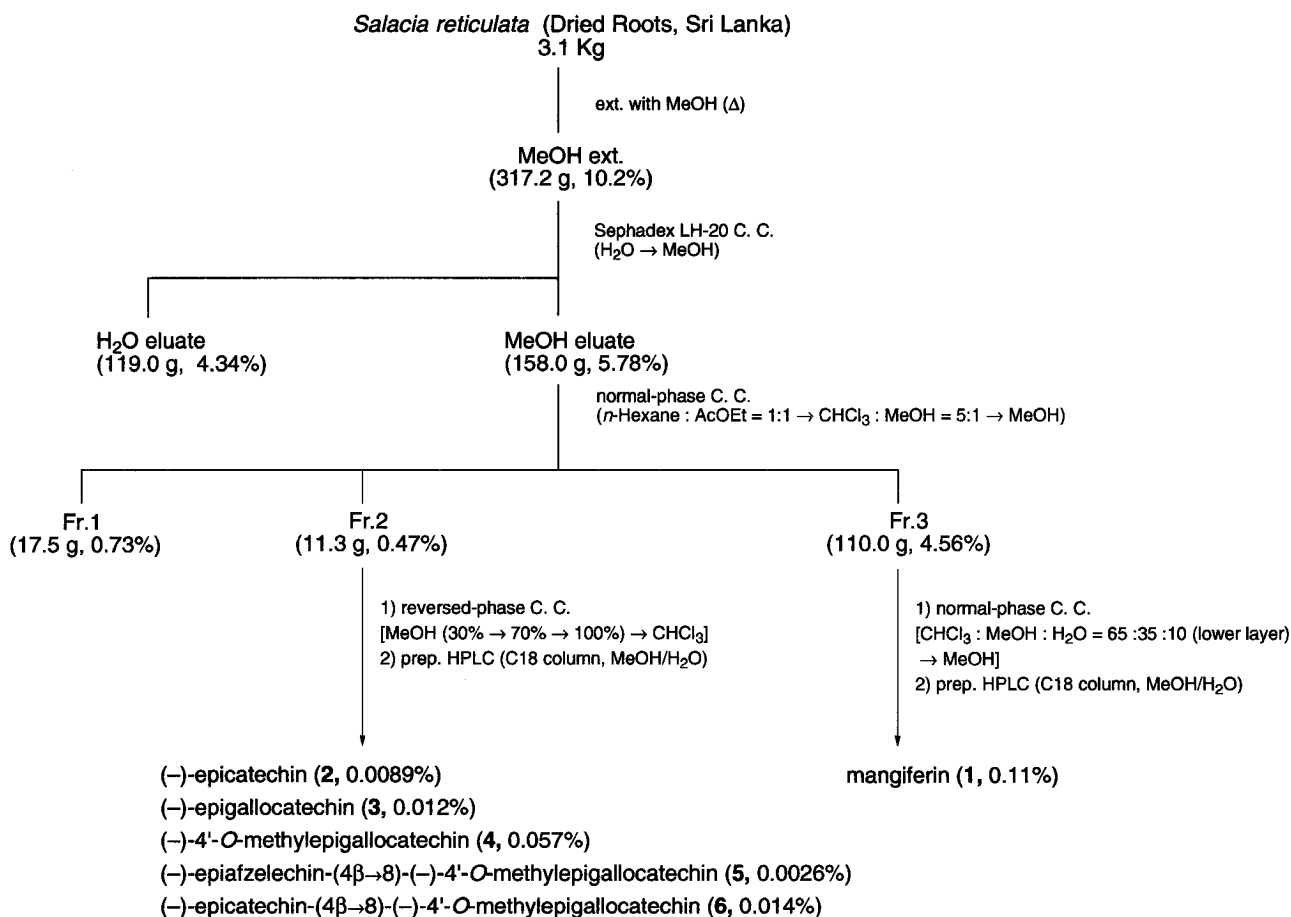 Salacia reticulata (Dried Roots, Sri Lanka)
3.1 Kg
ext. with MeOH (Δ)
MeOH ext.
(317.2 g, 10.2%)
Sephadex LH-20 C. C.
(H₂O → MeOH)
H₂O eluate
(119.0 g, 4.34%)
MeOH eluate
(158.0 g, 5.78%)
normal-phase C. C.
(n-Hexane : AcOEt = 1:1 → CHCl₃ : MeOH = 5:1 → MeOH)
Fr.1
(17.5 g, 0.73%)
Fr.2
(11.3 g, 0.47%)
Fr.3
(110.0 g, 4.56%)
1) reversed-phase C. C.
[MeOH (30% → 70% → 100%) → CHCl₃]
2) prep. HPLC (C18 column, MeOH/H₂O)
1) normal-phase C. C.
[CHCl₃ : MeOH : H₂O = 65 :35 :10 (lower layer)
→ MeOH]
2) prep. HPLC (C18 column, MeOH/H₂O)
(–)-epicatechin (2, 0.0089%)
(–)-epigallocatechin (3, 0.012%)
(–)-4'-O-methylepigallocatechin (4, 0.057%)
(–)-epiafzelechin-(4β→8)-(–)-4'-O-methylepigallocatechin (5, 0.0026%)
(–)-epicatechin-(4β→8)-(–)-4'-O-methylepigallocatechin (6, 0.014%)
mangiferin (1, 0.11%)